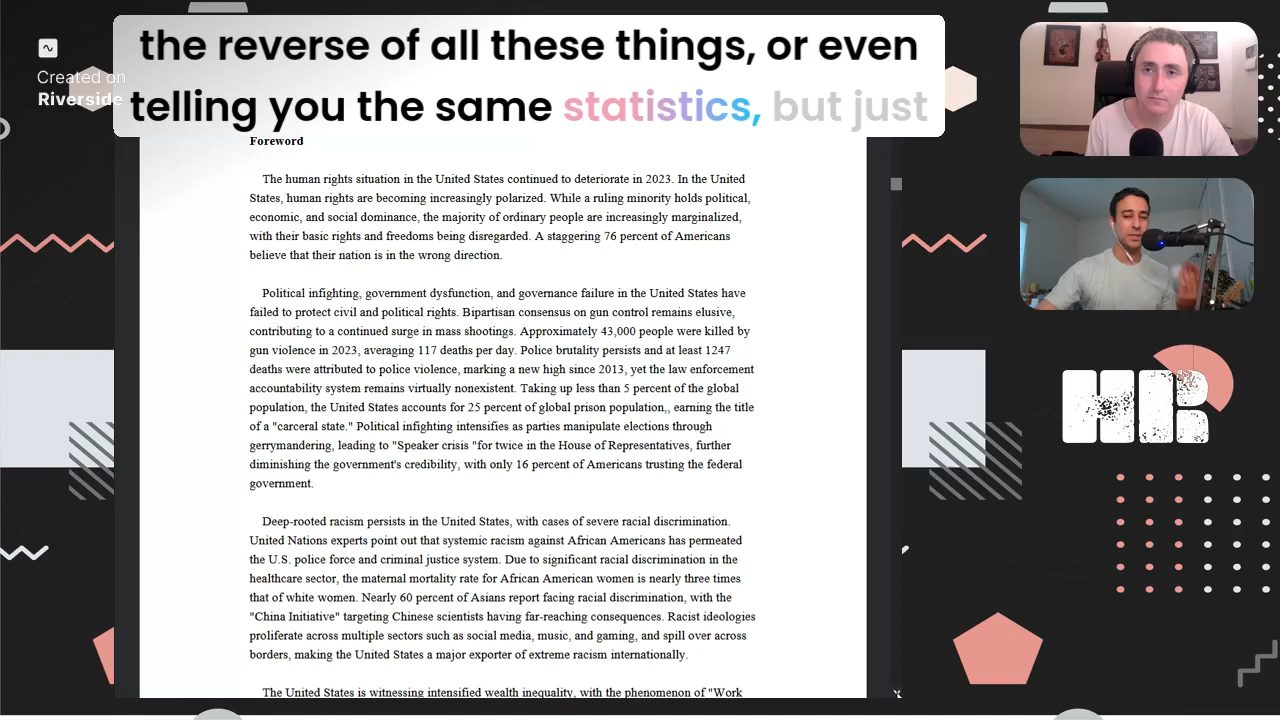 the reverse of all these things, or even
telling you the same statistics, but just
Created on
Riverside
Foreword
The human rights situation in the United States continued to deteriorate in 2023. In the United
States, human rights are becoming increasingly polarized. While a ruling minority holds political,
economic, and social dominance, the majority of ordinary people are increasingly marginalized,
with their basic rights and freedoms being disregarded. A staggering 76 percent of Americans
believe that their nation is in the wrong direction.
Political infighting, government dysfunction, and governance failure in the United States have
failed to protect civil and political rights. Bipartisan consensus on gun control remains elusive,
contributing to a continued surge in mass shootings. Approximately 43,000 people were killed by
gun violence in 2023, averaging 117 deaths per day. Police brutality persists and at least 1247
deaths were attributed to police violence, marking a new high since 2013, yet the law enforcement
accountability system remains virtually nonexistent. Taking up less than 5 percent of the global
population, the United States accounts for 25 percent of global prison population,, earning the title
of a "carceral state." Political infighting intensifies as parties manipulate elections through
gerrymandering, leading to "Speaker crisis "for twice in the House of Representatives, further
diminishing the government's credibility, with only 16 percent of Americans trusting the federal
government.
Deep-rooted racism persists in the United States, with cases of severe racial discrimination.
United Nations experts point out that systemic racism against African Americans has permeated
the U.S. police force and criminal justice system. Due to significant racial discrimination in the
healthcare sector, the maternal mortality rate for African American women is nearly three times
that of white women. Nearly 60 percent of Asians report facing racial discrimination, with the
"China Initiative" targeting Chinese scientists having far-reaching consequences. Racist ideologies
proliferate across multiple sectors such as social media, music, and gaming, and spill over across
borders, making the United States a major exporter of extreme racism internationally.
The United States is witnessing intensified wealth inequality, with the phenomenon of "Work
HR